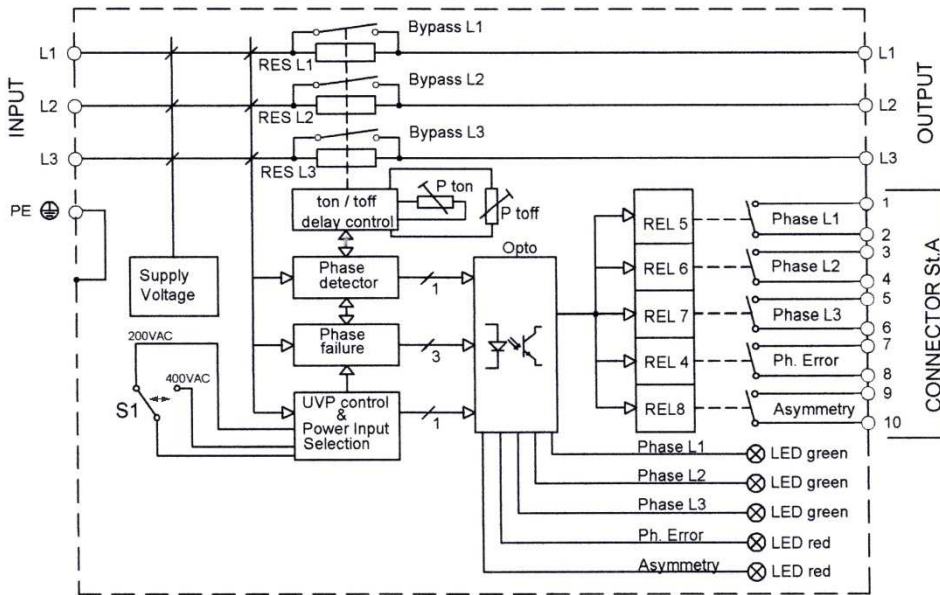 INPUT
OUTPUT
CONNECTOR St.A
Bypass L1
L1
L1
RES L1
Bypass L2
L2
L2
RES L2
Bypass L3
L3
L3
RES L3
PE
ton / toff
delay control
P ton
P toff
Opto
Supply
Voltage
Phase
detector
1
Phase
failure
3
UVP control
&
Power Input
Selection
1
200VAC
400VAC
S1
REL 5
Phase L1
1
2
REL 6
Phase L2
3
4
REL 7
Phase L3
5
6
REL 4
Ph. Error
7
8
REL8
Asymmetry
9
10
Phase L1
LED green
Phase L2
LED green
Phase L3
LED green
Ph. Error
LED red
Asymmetry
LED red